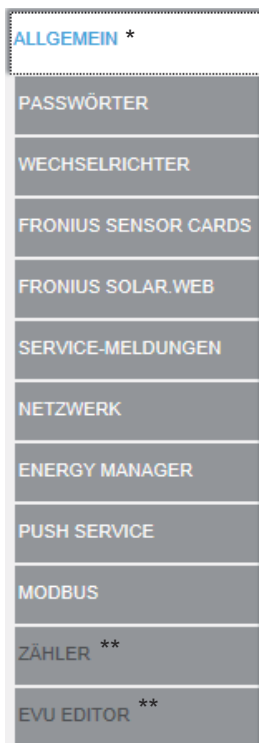 ALLGEMEIN *
PASSWÖRTER
WECHSELRICHTER
FRONIUS SENSOR CARDS
FRONIUS SOLAR.WEB
SERVICE-MELDUNGEN
NETZWERK
ENERGY MANAGER
PUSH SERVICE
MODBUS
ZÄHLER **
EVU EDITOR **